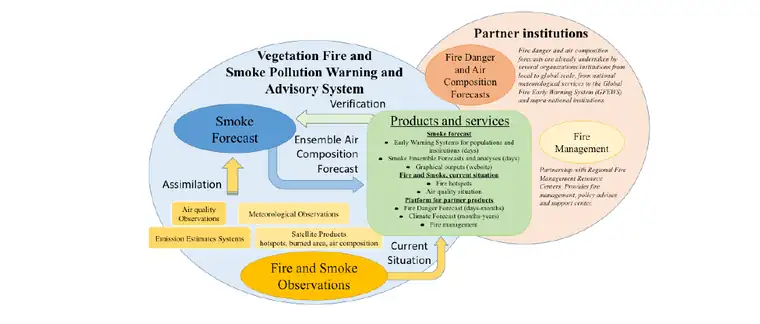 Vegetation Fire and
Smoke Pollution Warning and
Advisory System
Verification
Smoke
Forecast
Ensemble Air
Composition
Forecast
Assimilation
Air quality
Observations
Meteorological Observations
Emission Estimates Systems
Satellite Products
hotspots, burned area, air composition
Fire and Smoke
Observations
Current
Situation
Products and services
Smoke forecast
• Early Warning Systems for populations and
institutions (days)
• Smoke Ensemble Forecasts and analyses (days)
• Graphical outputs (website)
Fire and Smoke, current situation
• Fire hotspots
• Air quality situation
Platform for partner products
• Fire Danger Forecast (days-months)
• Climate Forecast (months-years)
• Fire management
Partner institutions
Fire Danger
and Air
Composition
Forecasts
Fire danger and air composition
forecasts are already undertaken by
several organizations/institutions from
local to global scale, from national
meteorological services to the Global
Fire Early Warning System (GFEWS)
and supra-national institutions
Fire
Management
Partnership with Regional Fire
Management Resource
Centers. Provides fire
management, policy advises
and support center.